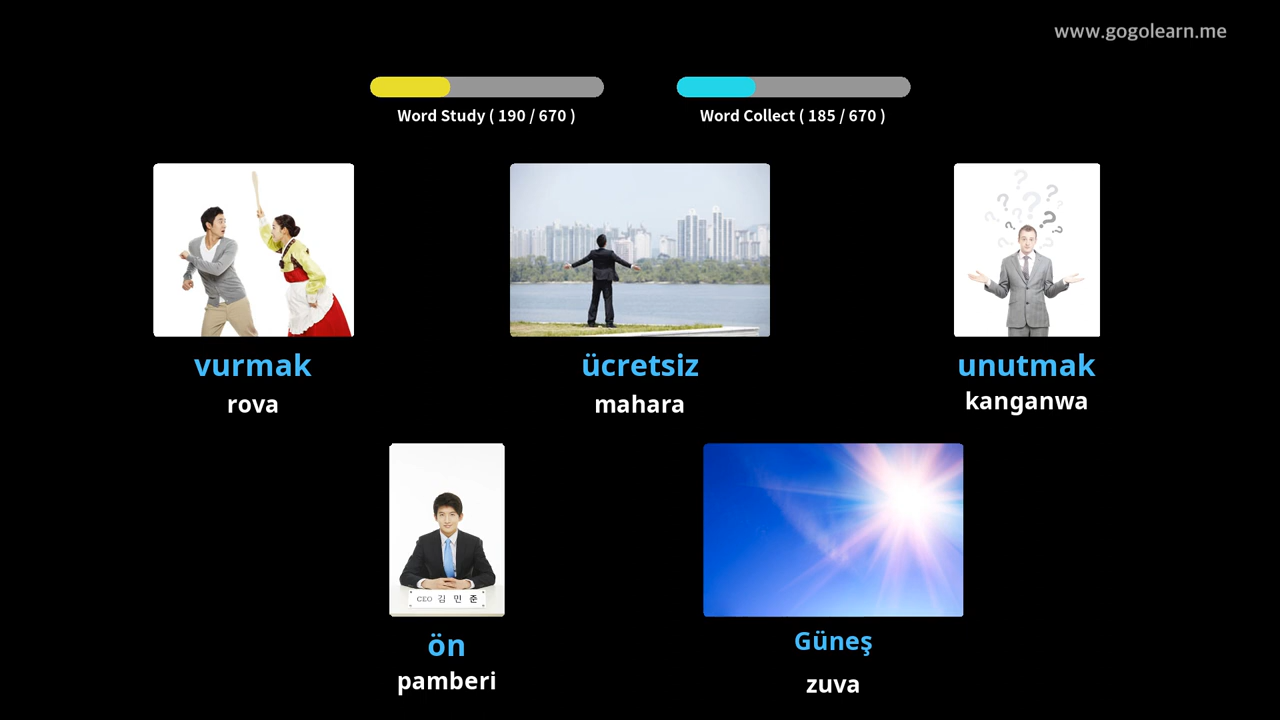 www.gogolearn.me
Word Study ( 190 / 670 )
Word Collect ( 185 / 670 )
vurmak
rova
ücretsiz
mahara
unutmak
kanganwa
CEO 김 민 준
ön
pamberi
Güneş
zuva